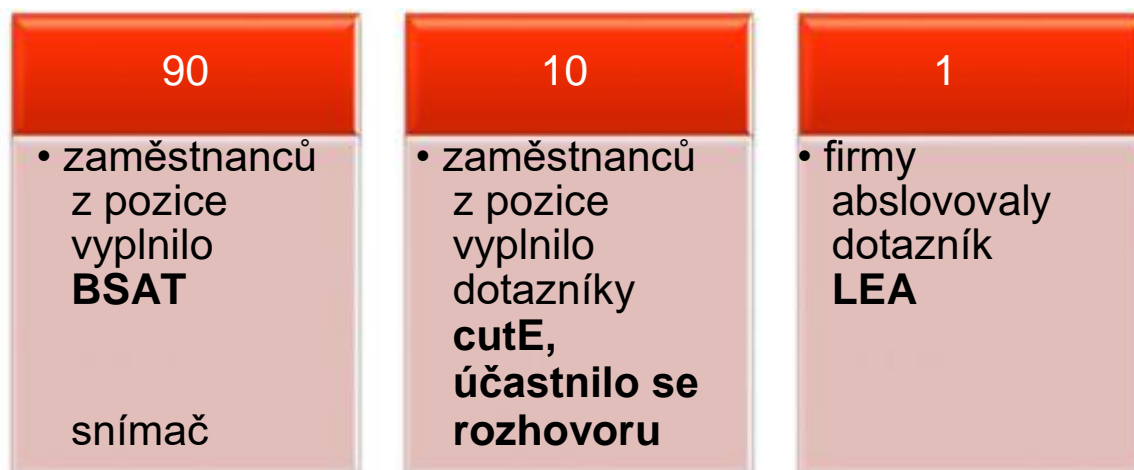 90
• zaměstnanců
z pozice
vyplnilo
BSAT
snímač
10
• zaměstnanců
z pozice
vyplnilo
dotazníky
cutE,
účastnilo se
rozhovoru
1
• firmy
abslovovaly
dotazník
LEA